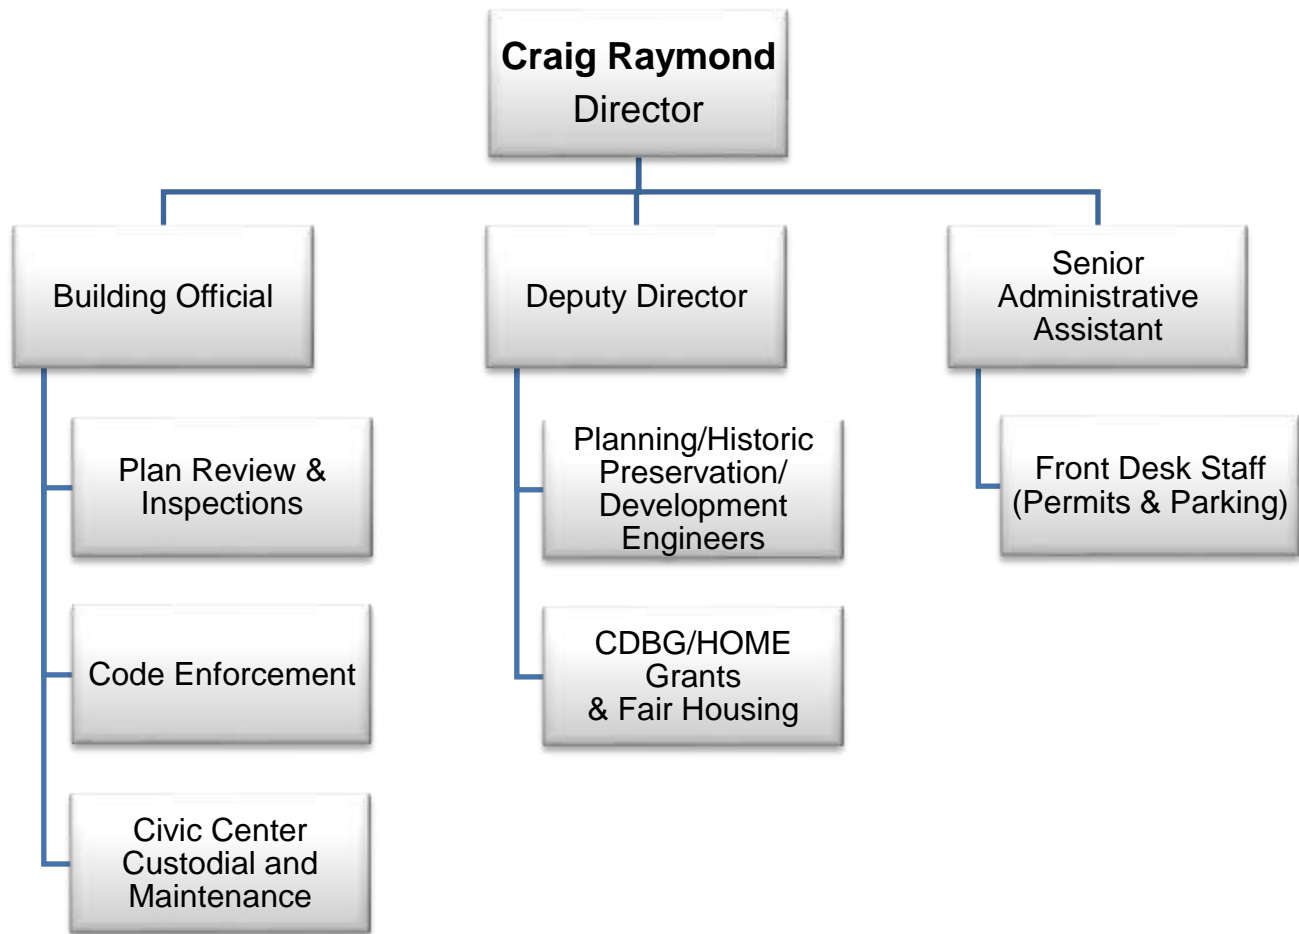 Craig Raymond
Director
Building Official
Deputy Director
Senior
Administrative
Assistant
Plan Review &
Inspections
Planning/Historic
Preservation/
Development
Engineers
Front Desk Staff
(Permits & Parking)
Code Enforcement
CDBG/HOME
Grants
& Fair Housing
Civic Center
Custodial and
Maintenance